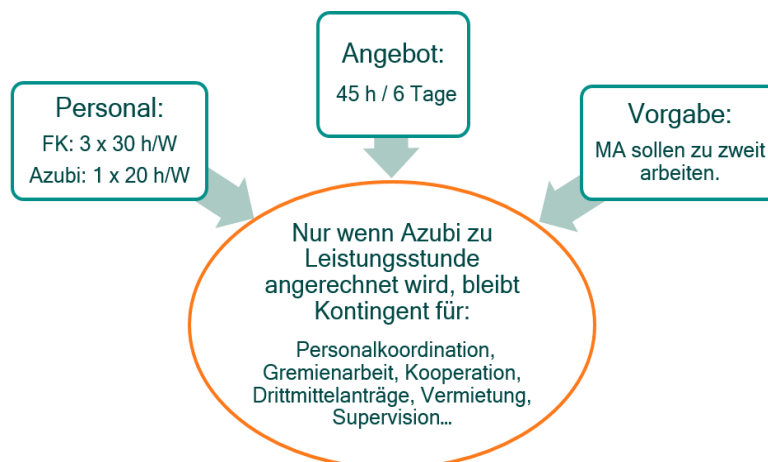 Angebot:
45 h / 6 Tage
Personal:
FK: 3 x 30 h/W
Azubi: 1 x 20 h/W
Vorgabe:
MA sollen zu zweit
arbeiten.
Nur wenn Azubi zu
Leistungsstunde
angerechnet wird, bleibt
Kontingent für:
Personalkoordination,
Gremienarbeit, Kooperation,
Drittmittelanträge, Vermietung,
Supervision…